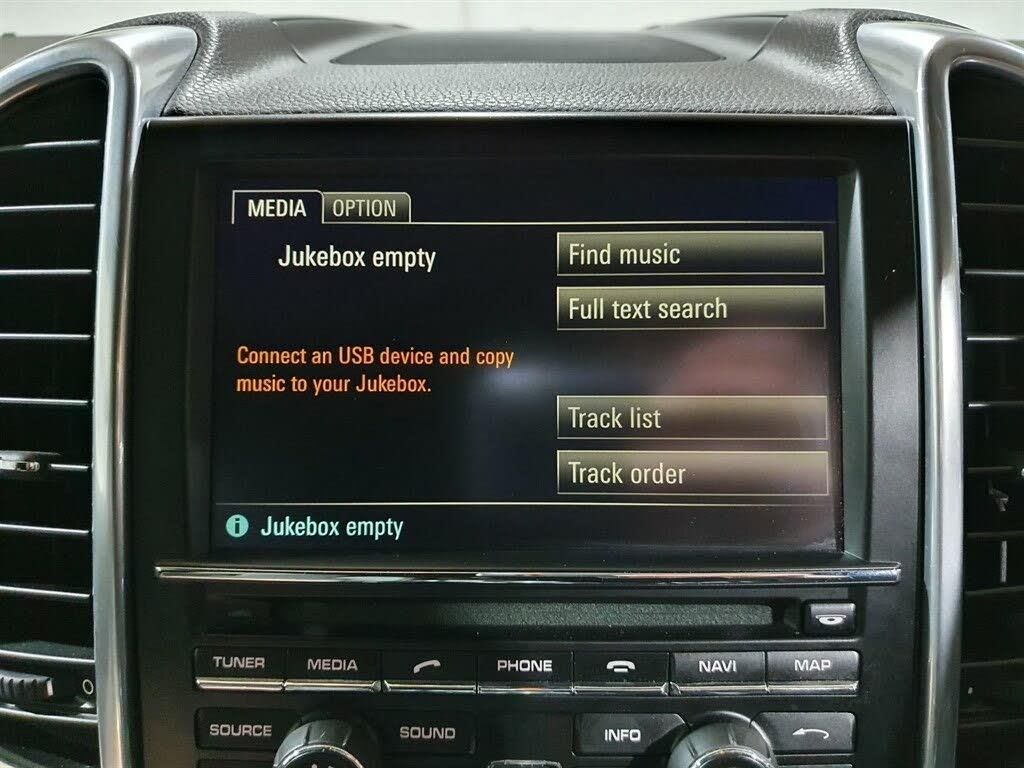 MEDIA OPTION
Jukebox empty
Find music
Full text search
Connect an USB device and copy
music to your Jukebox.
Track list
Track order
i Jukebox empty
TUNER MEDIA PHONE NAVI MAP
SOURCE SOUND INFO